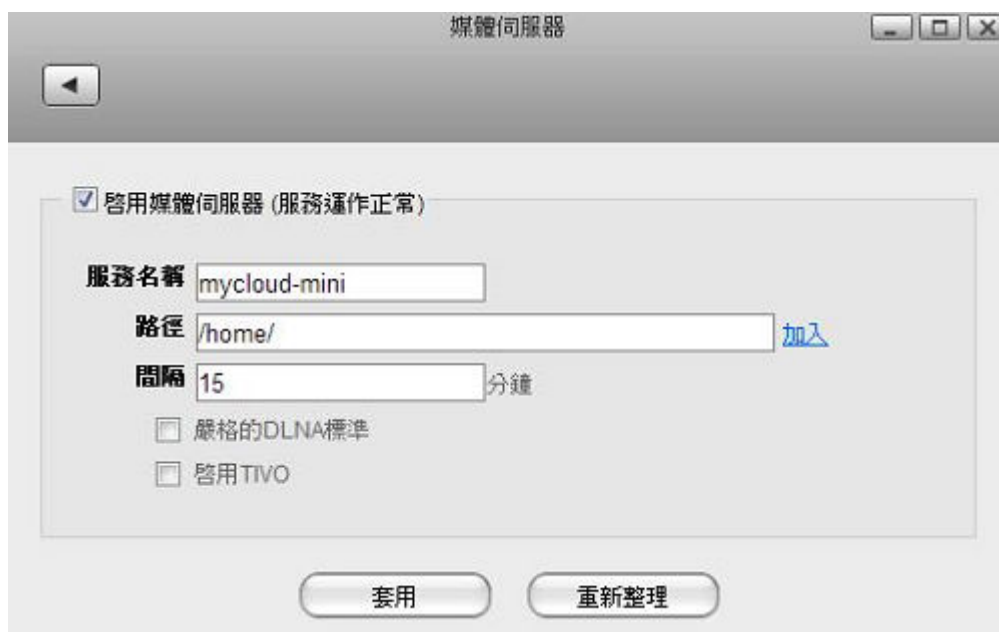 媒體伺服器
啓用媒體伺服器 (服務運作正常)
服務名稱 mycloud-mini
路徑 /home/ 加入
間隔 15 分鐘
嚴格的DLNA標準
啓用TIVO
套用 重新整理